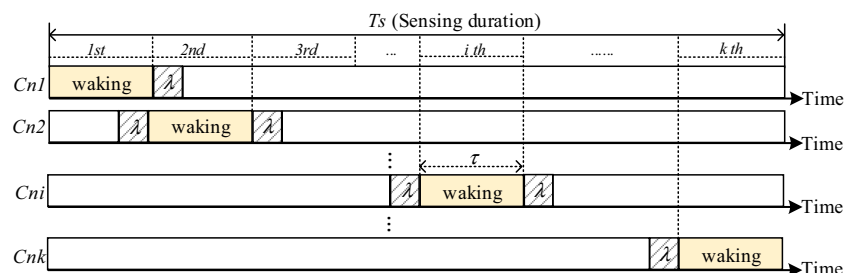 Ts (Sensing duration)
1st 2nd 3rd ... i th ...... k th
Cn1 waking λ Time
Cn2 λ waking λ Time
⋮ τ
Cni λ waking λ Time
⋮
Cnk λ waking Time